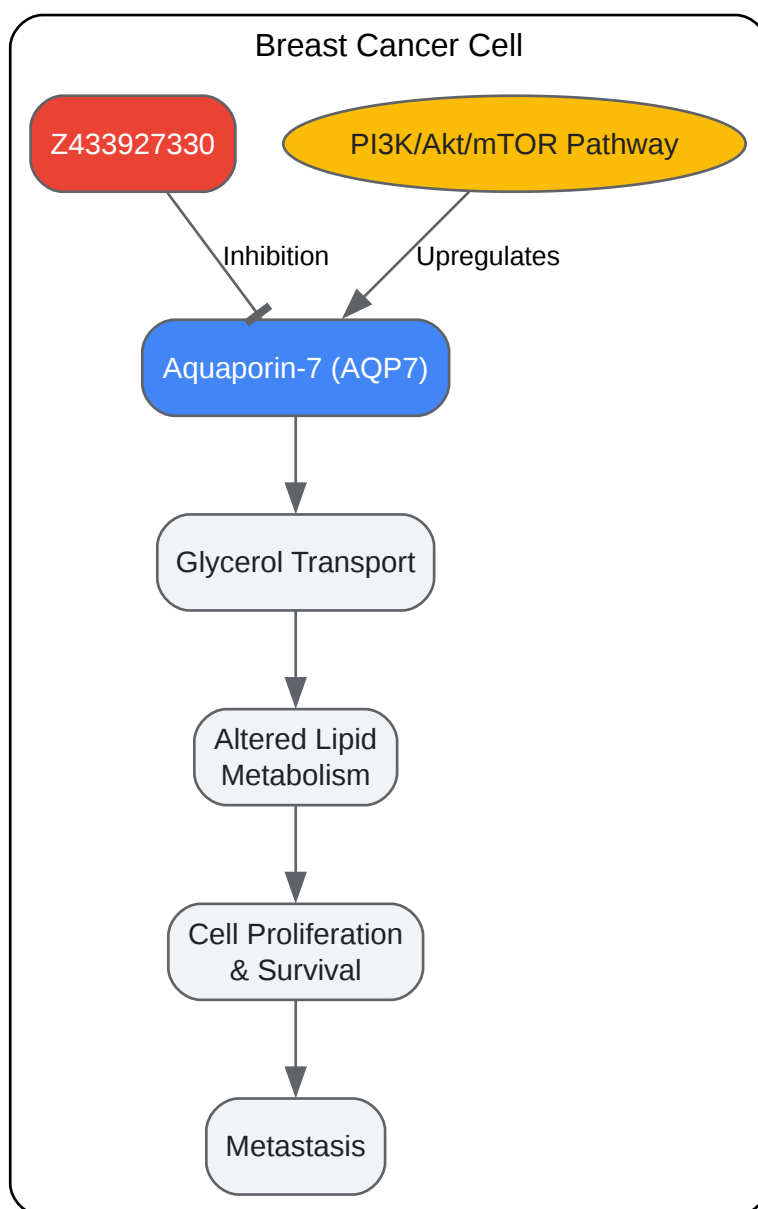 Breast Cancer Cell
Z433927330
PI3K/Akt/mTOR Pathway
Inhibition
Upregulates
Aquaporin-7 (AQP7)
Glycerol Transport
Altered Lipid
Metabolism
Cell Proliferation
& Survival
Metastasis